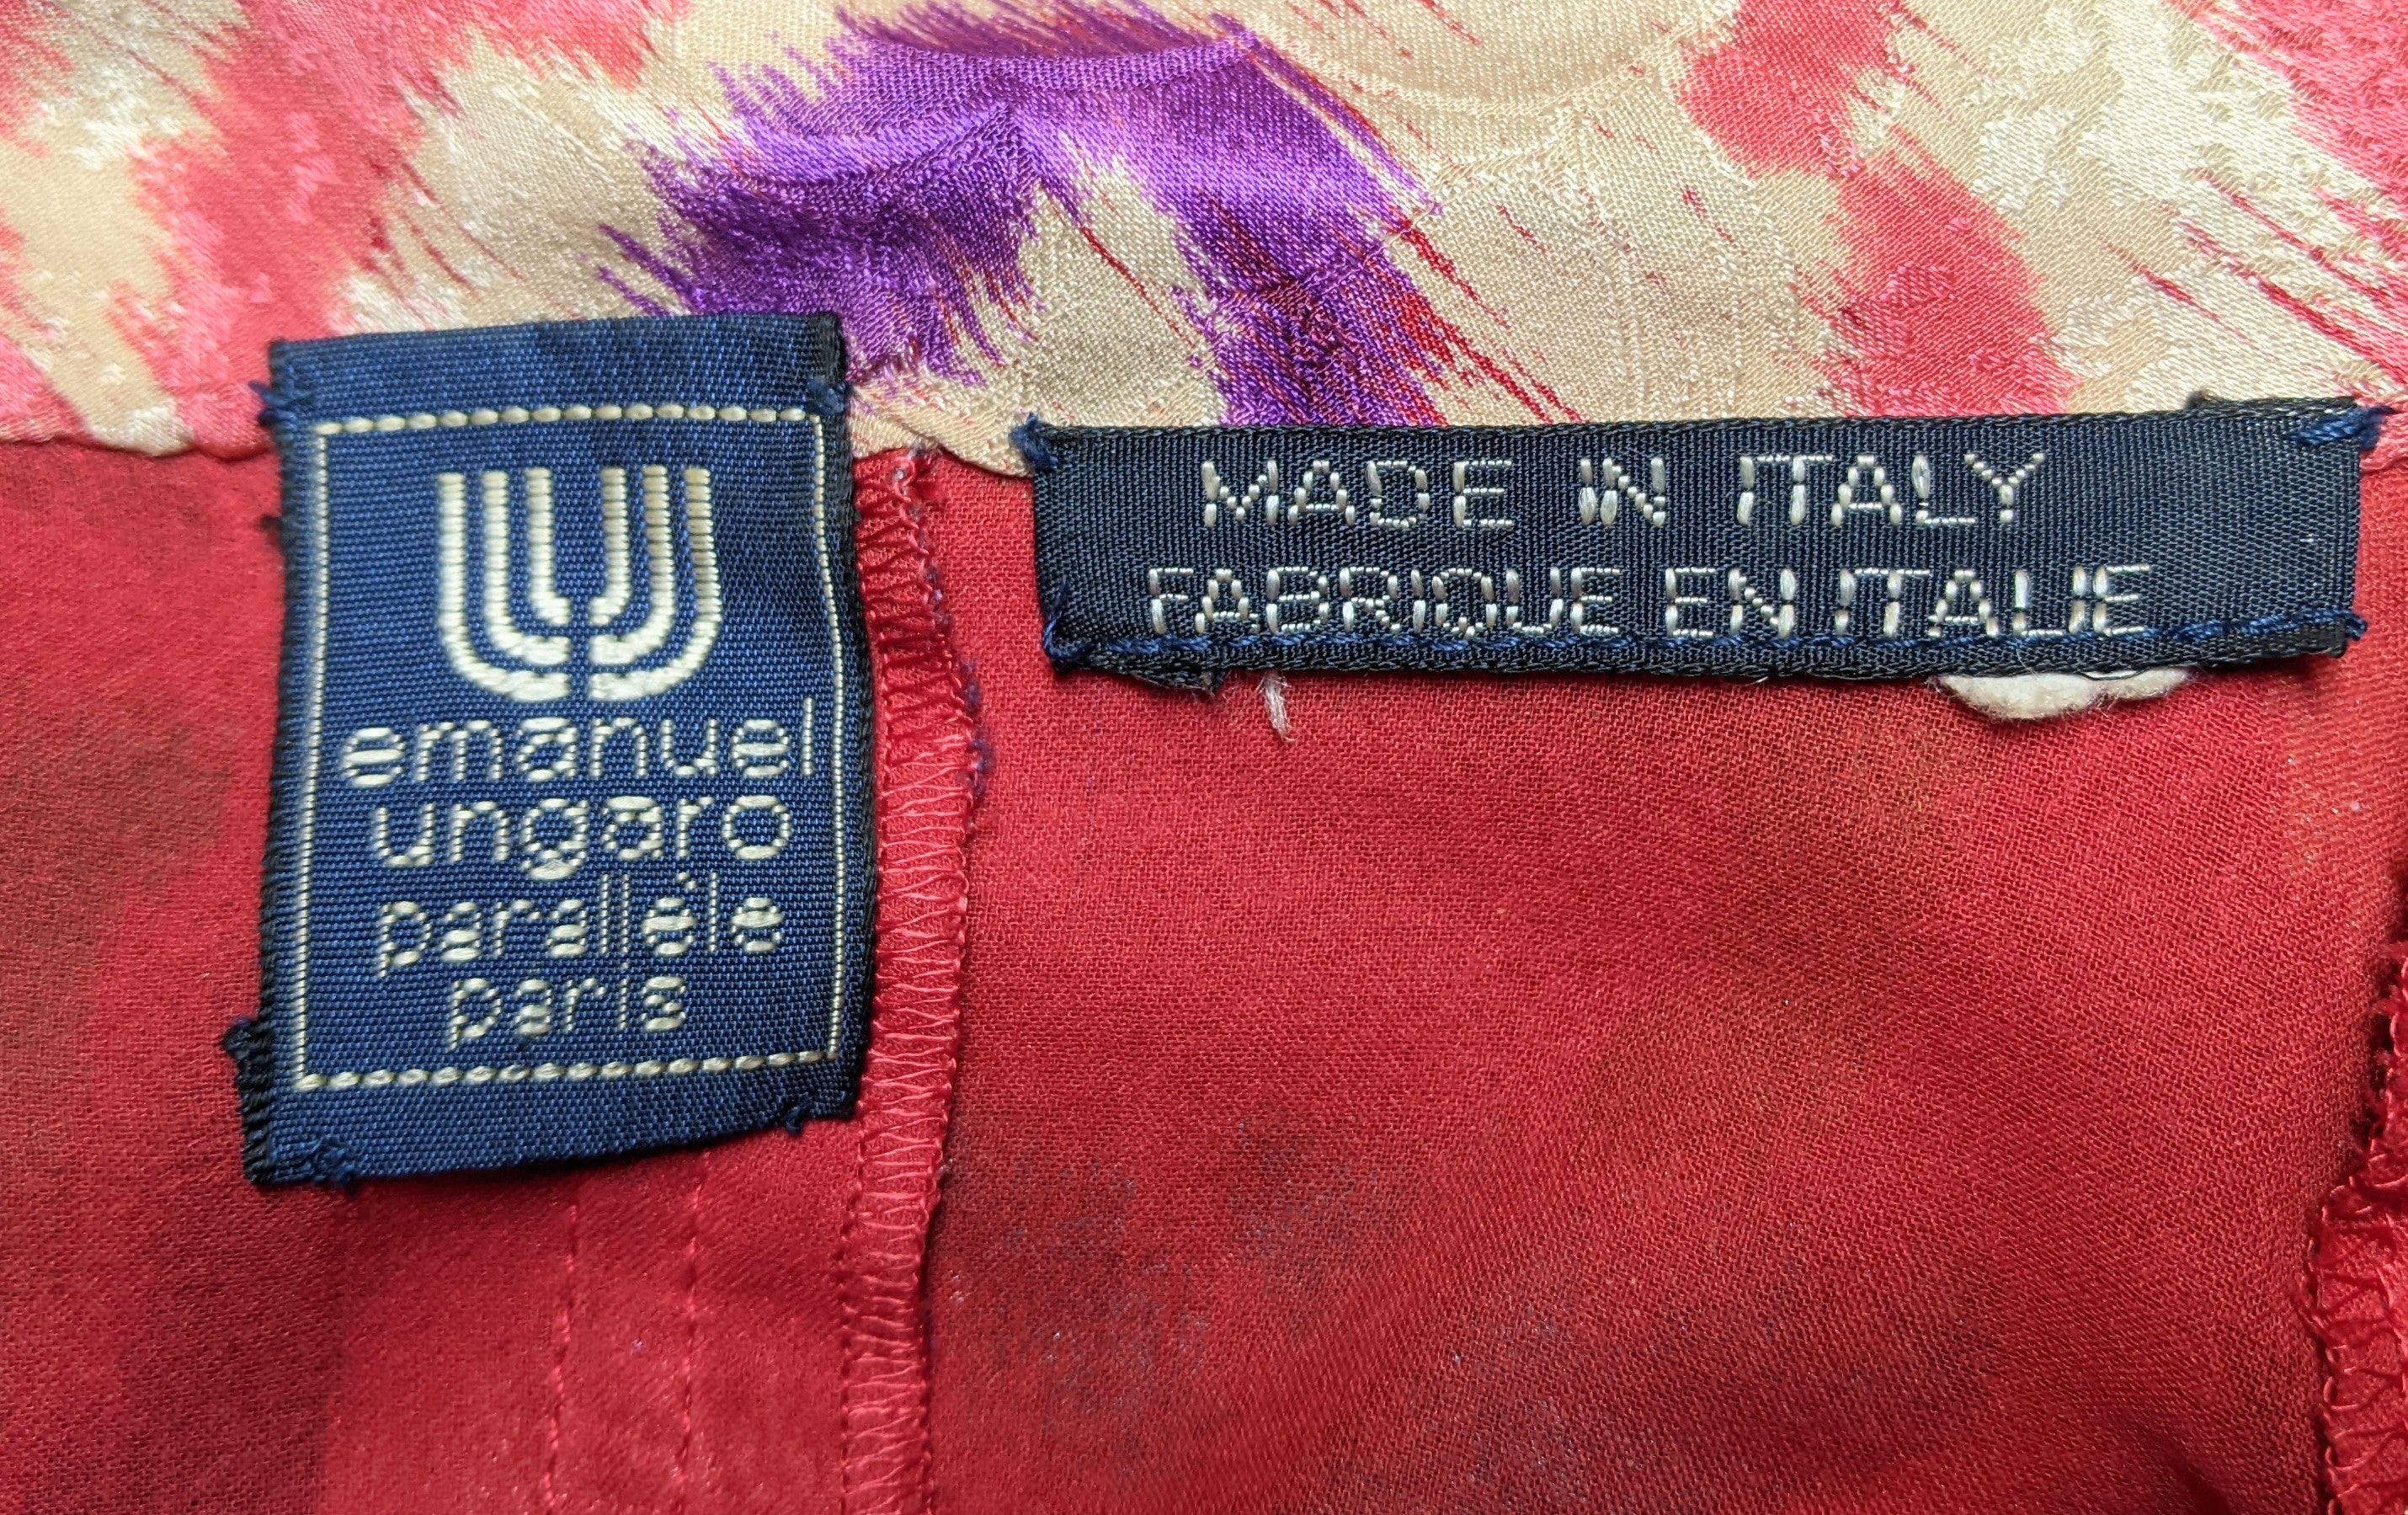 emanuel
ungaro
parallèle
paris
MADE IN ITALY
FABRIQUE EN ITALIE